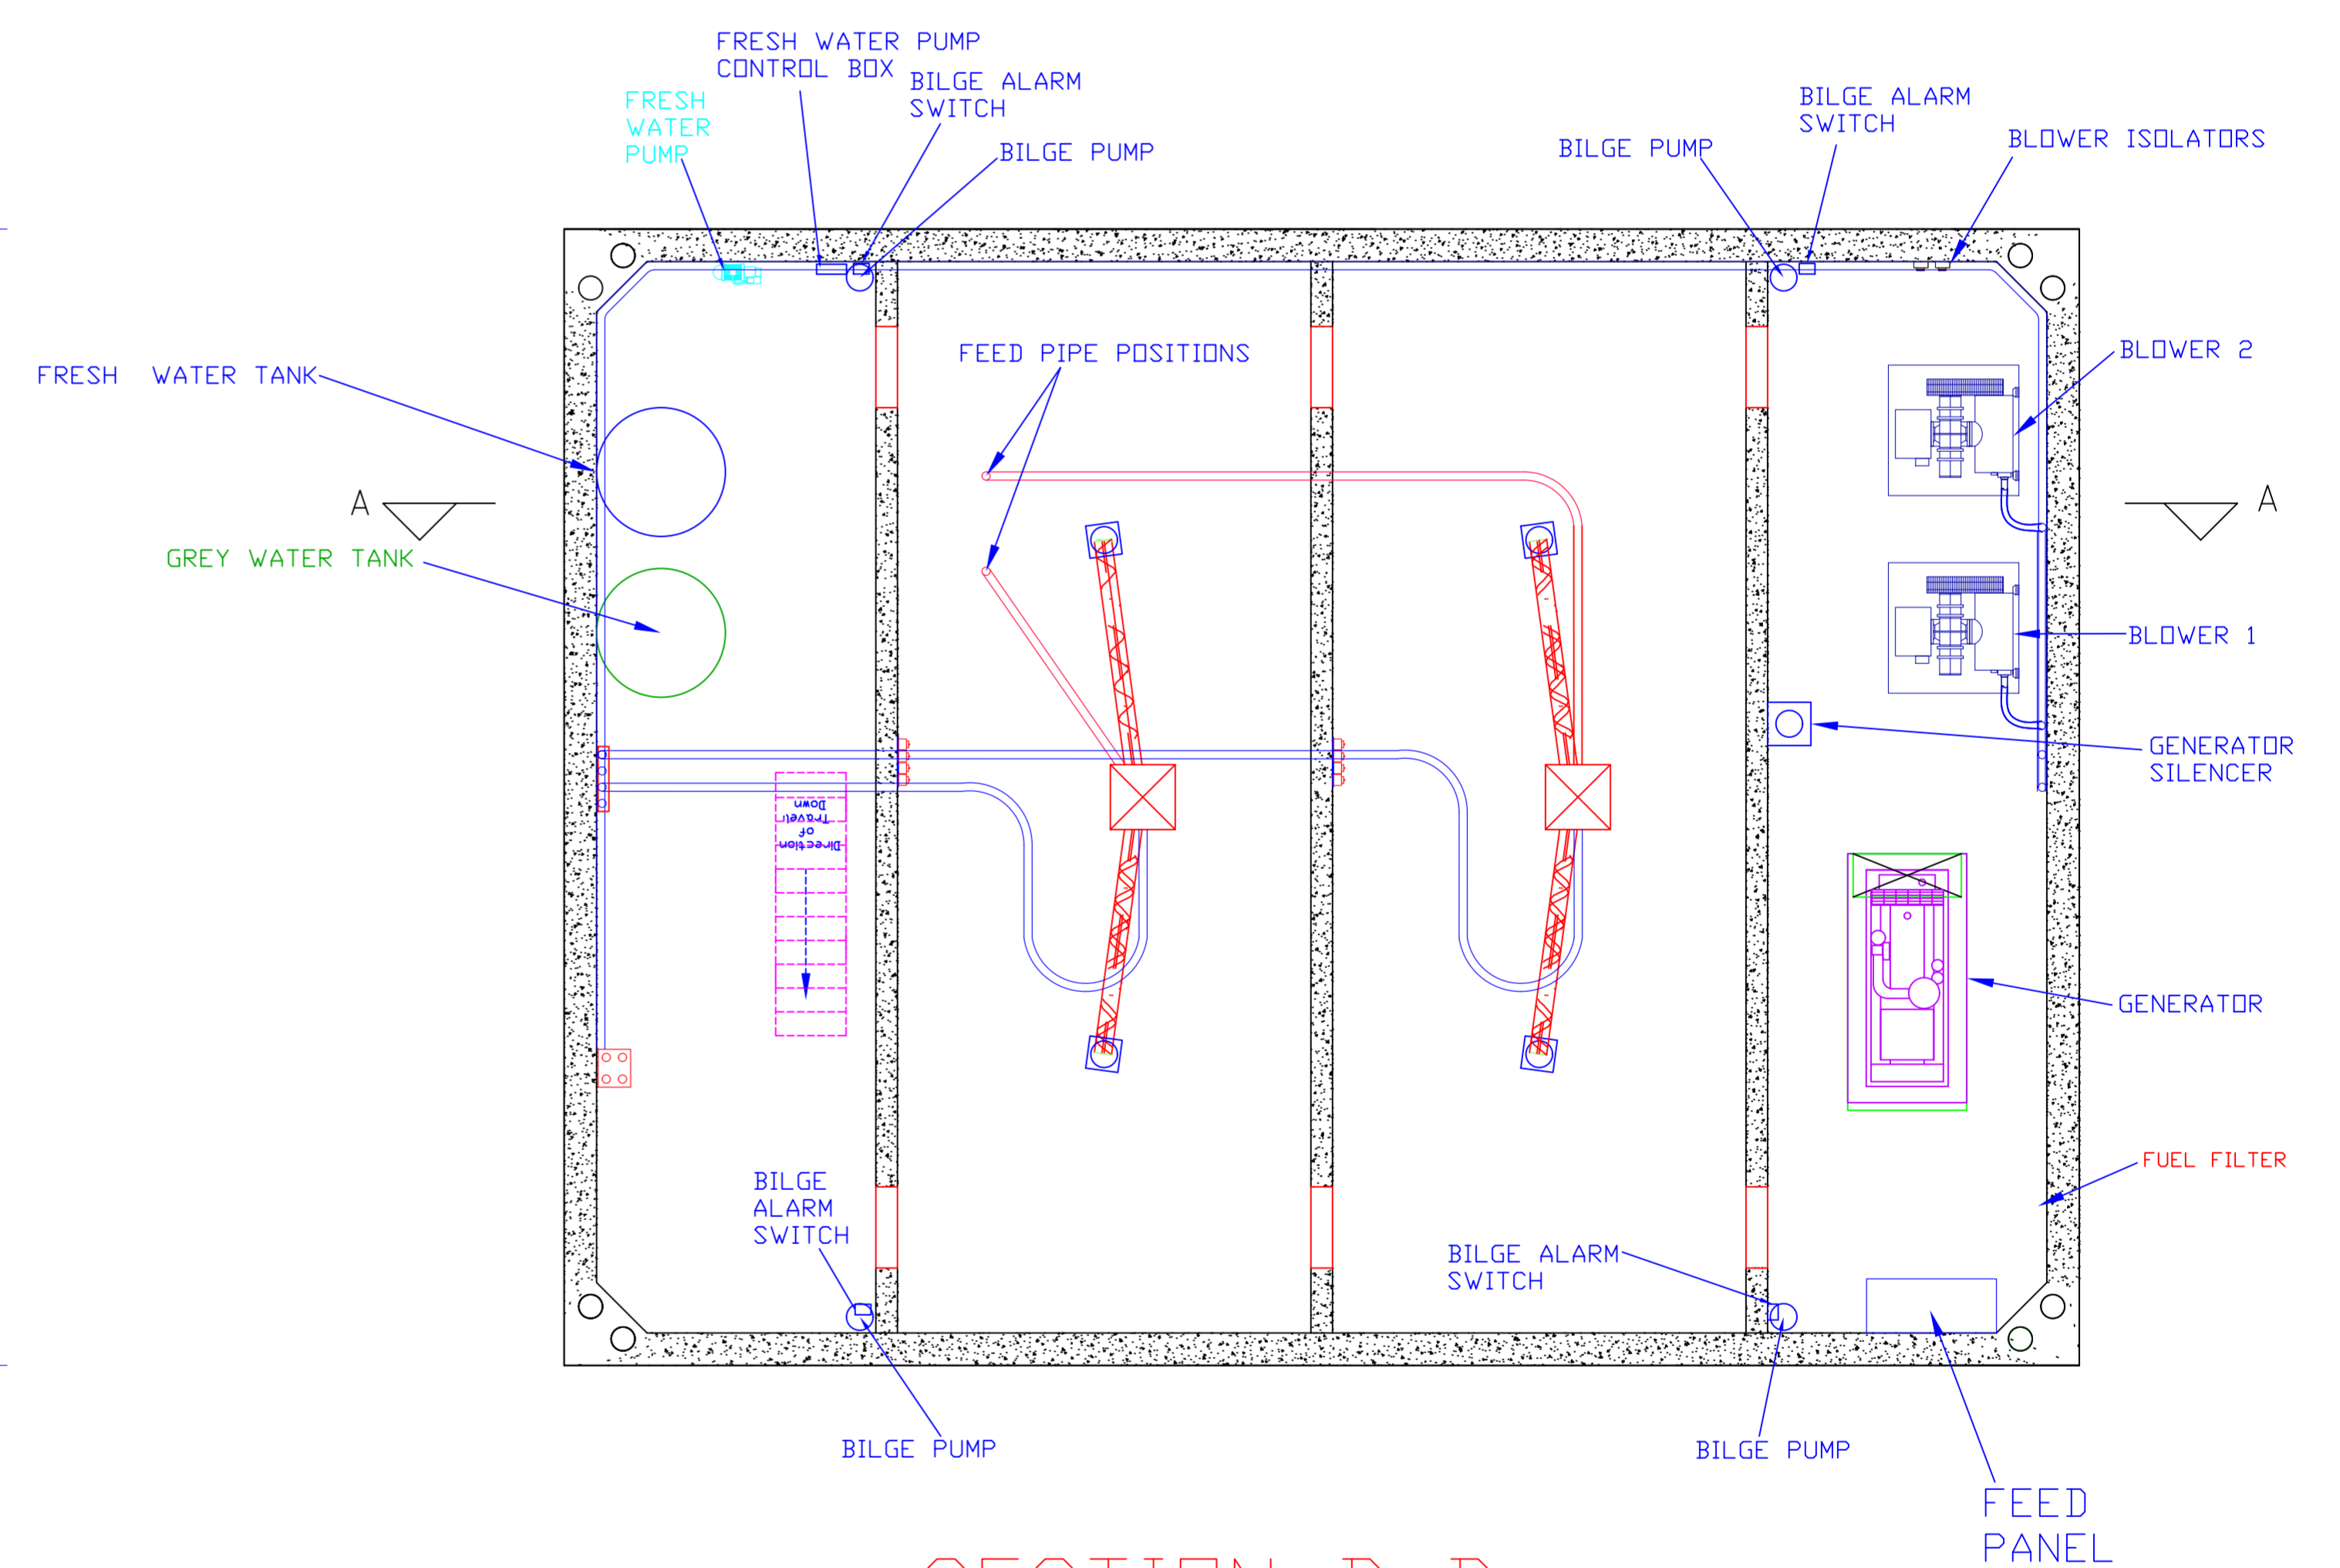 FRESH WATER PUMP
CONTROL BOX
BILGE ALARM
SWITCH
FRESH
WATER
PUMP
BILGE PUMP
BILGE ALARM
SWITCH
BILGE PUMP
BLOWER ISOLATORS
FEED PIPE POSITIONS
BLOWER 2
FRESH WATER TANK
A
A
GREY WATER TANK
BLOWER 1
GENERATOR
SILENCER
Direction
of
Travel
Down
GENERATOR
FUEL FILTER
BILGE
ALARM
SWITCH
BILGE ALARM
SWITCH
BILGE PUMP
BILGE PUMP
FEED
PANEL